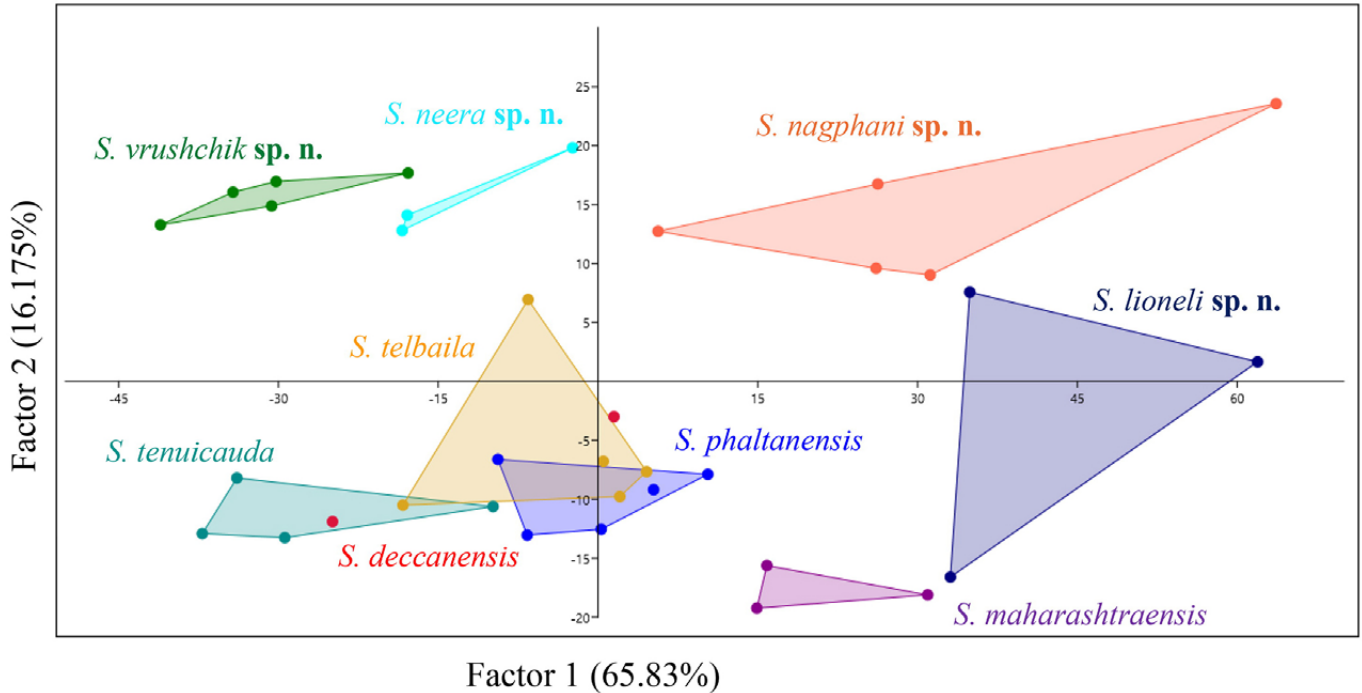 25
S. neera sp. n.
S. nagphani sp. n.
20
S. vrushchik sp. n.
15
10
S. lioneli sp. n.
5
S. telbaila
-45 -30 -15 15 30 45 60
-5
S. phaltanensis
S. tenuicauda
-10
S. deccanensis
-15
S. maharashtraensis
-20
Factor 2 (16.175%)
Factor 1 (65.83%)